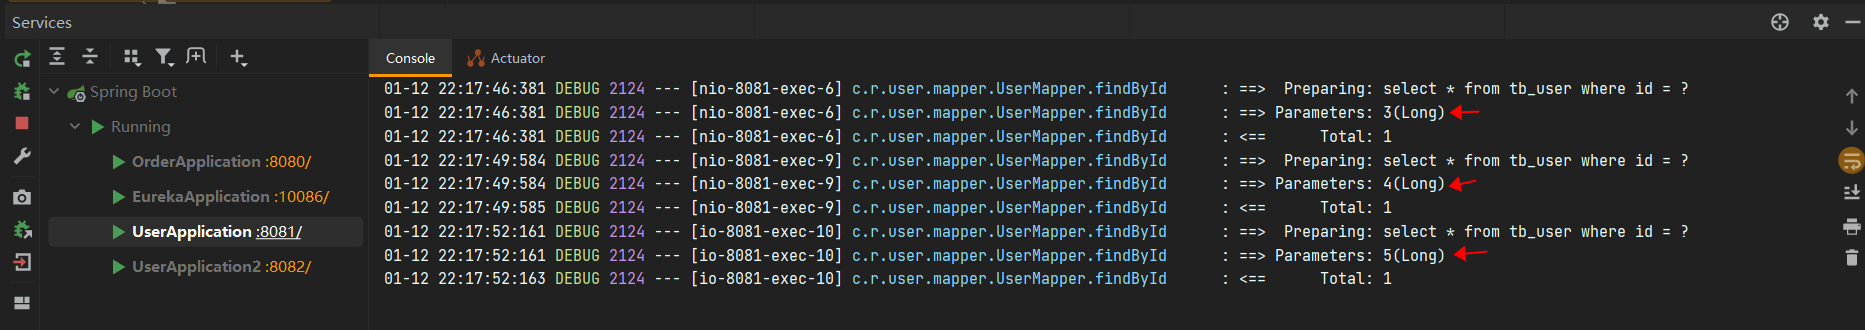 Services
Console
Actuator
Spring Boot
Running
OrderApplication :8080/
EurekaApplication :10086/
UserApplication :8081/
UserApplication2 :8082/
01-12 22:17:46:381 DEBUG 2124 --- [nio-8081-exec-6] c.r.user.mapper.UserMapper.findById : ==> Preparing: select * from tb_user where id = ?
01-12 22:17:46:381 DEBUG 2124 --- [nio-8081-exec-6] c.r.user.mapper.UserMapper.findById : ==> Parameters: 3(Long)
01-12 22:17:46:381 DEBUG 2124 --- [nio-8081-exec-6] c.r.user.mapper.UserMapper.findById : <== Total: 1
01-12 22:17:49:584 DEBUG 2124 --- [nio-8081-exec-9] c.r.user.mapper.UserMapper.findById : ==> Preparing: select * from tb_user where id = ?
01-12 22:17:49:584 DEBUG 2124 --- [nio-8081-exec-9] c.r.user.mapper.UserMapper.findById : ==> Parameters: 4(Long)
01-12 22:17:49:585 DEBUG 2124 --- [nio-8081-exec-9] c.r.user.mapper.UserMapper.findById : <== Total: 1
01-12 22:17:52:161 DEBUG 2124 --- [io-8081-exec-10] c.r.user.mapper.UserMapper.findById : ==> Preparing: select * from tb_user where id = ?
01-12 22:17:52:161 DEBUG 2124 --- [io-8081-exec-10] c.r.user.mapper.UserMapper.findById : ==> Parameters: 5(Long)
01-12 22:17:52:163 DEBUG 2124 --- [io-8081-exec-10] c.r.user.mapper.UserMapper.findById : <== Total: 1